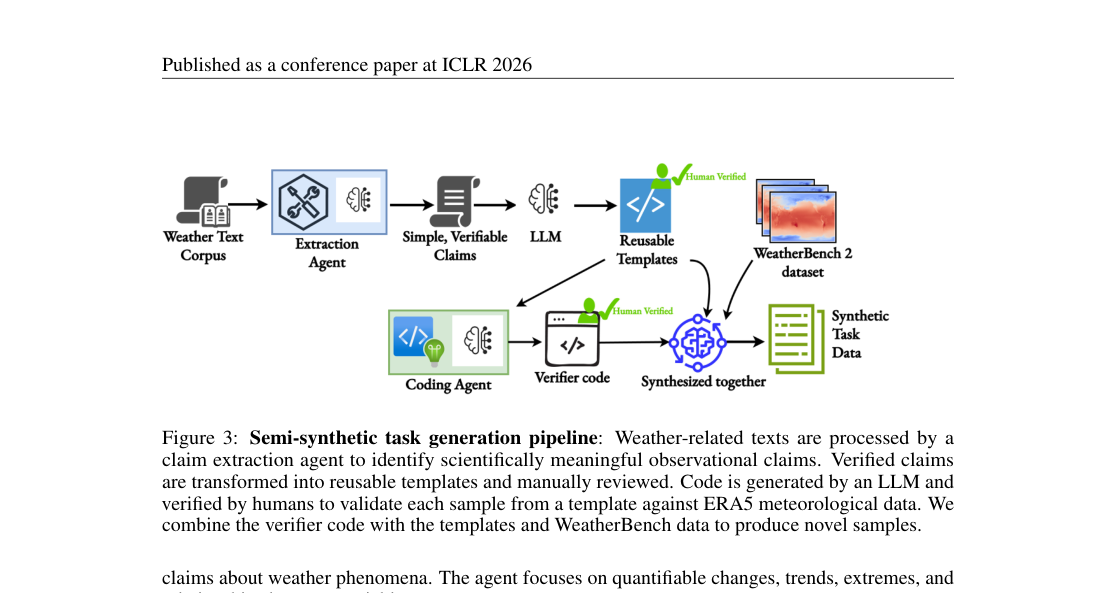 Published as a conference paper at ICLR 2026
Human Verified
Weather Text
Corpus
Extraction
Agent
Simple, Verifiable
Claims
LLM
Reusable
Templates
WeatherBench 2
dataset
Human Verified
Coding Agent
Verifier code
Synthesized together
Synthetic
Task
Data
Figure 3: Semi-synthetic task generation pipeline: Weather-related texts are processed by a
claim extraction agent to identify scientifically meaningful observational claims. Verified claims
are transformed into reusable templates and manually reviewed. Code is generated by an LLM and
verified by humans to validate each sample from a template against ERA5 meteorological data. We
combine the verifier code with the templates and WeatherBench data to produce novel samples.
claims about weather phenomena. The agent focuses on quantifiable changes, trends, extremes, and